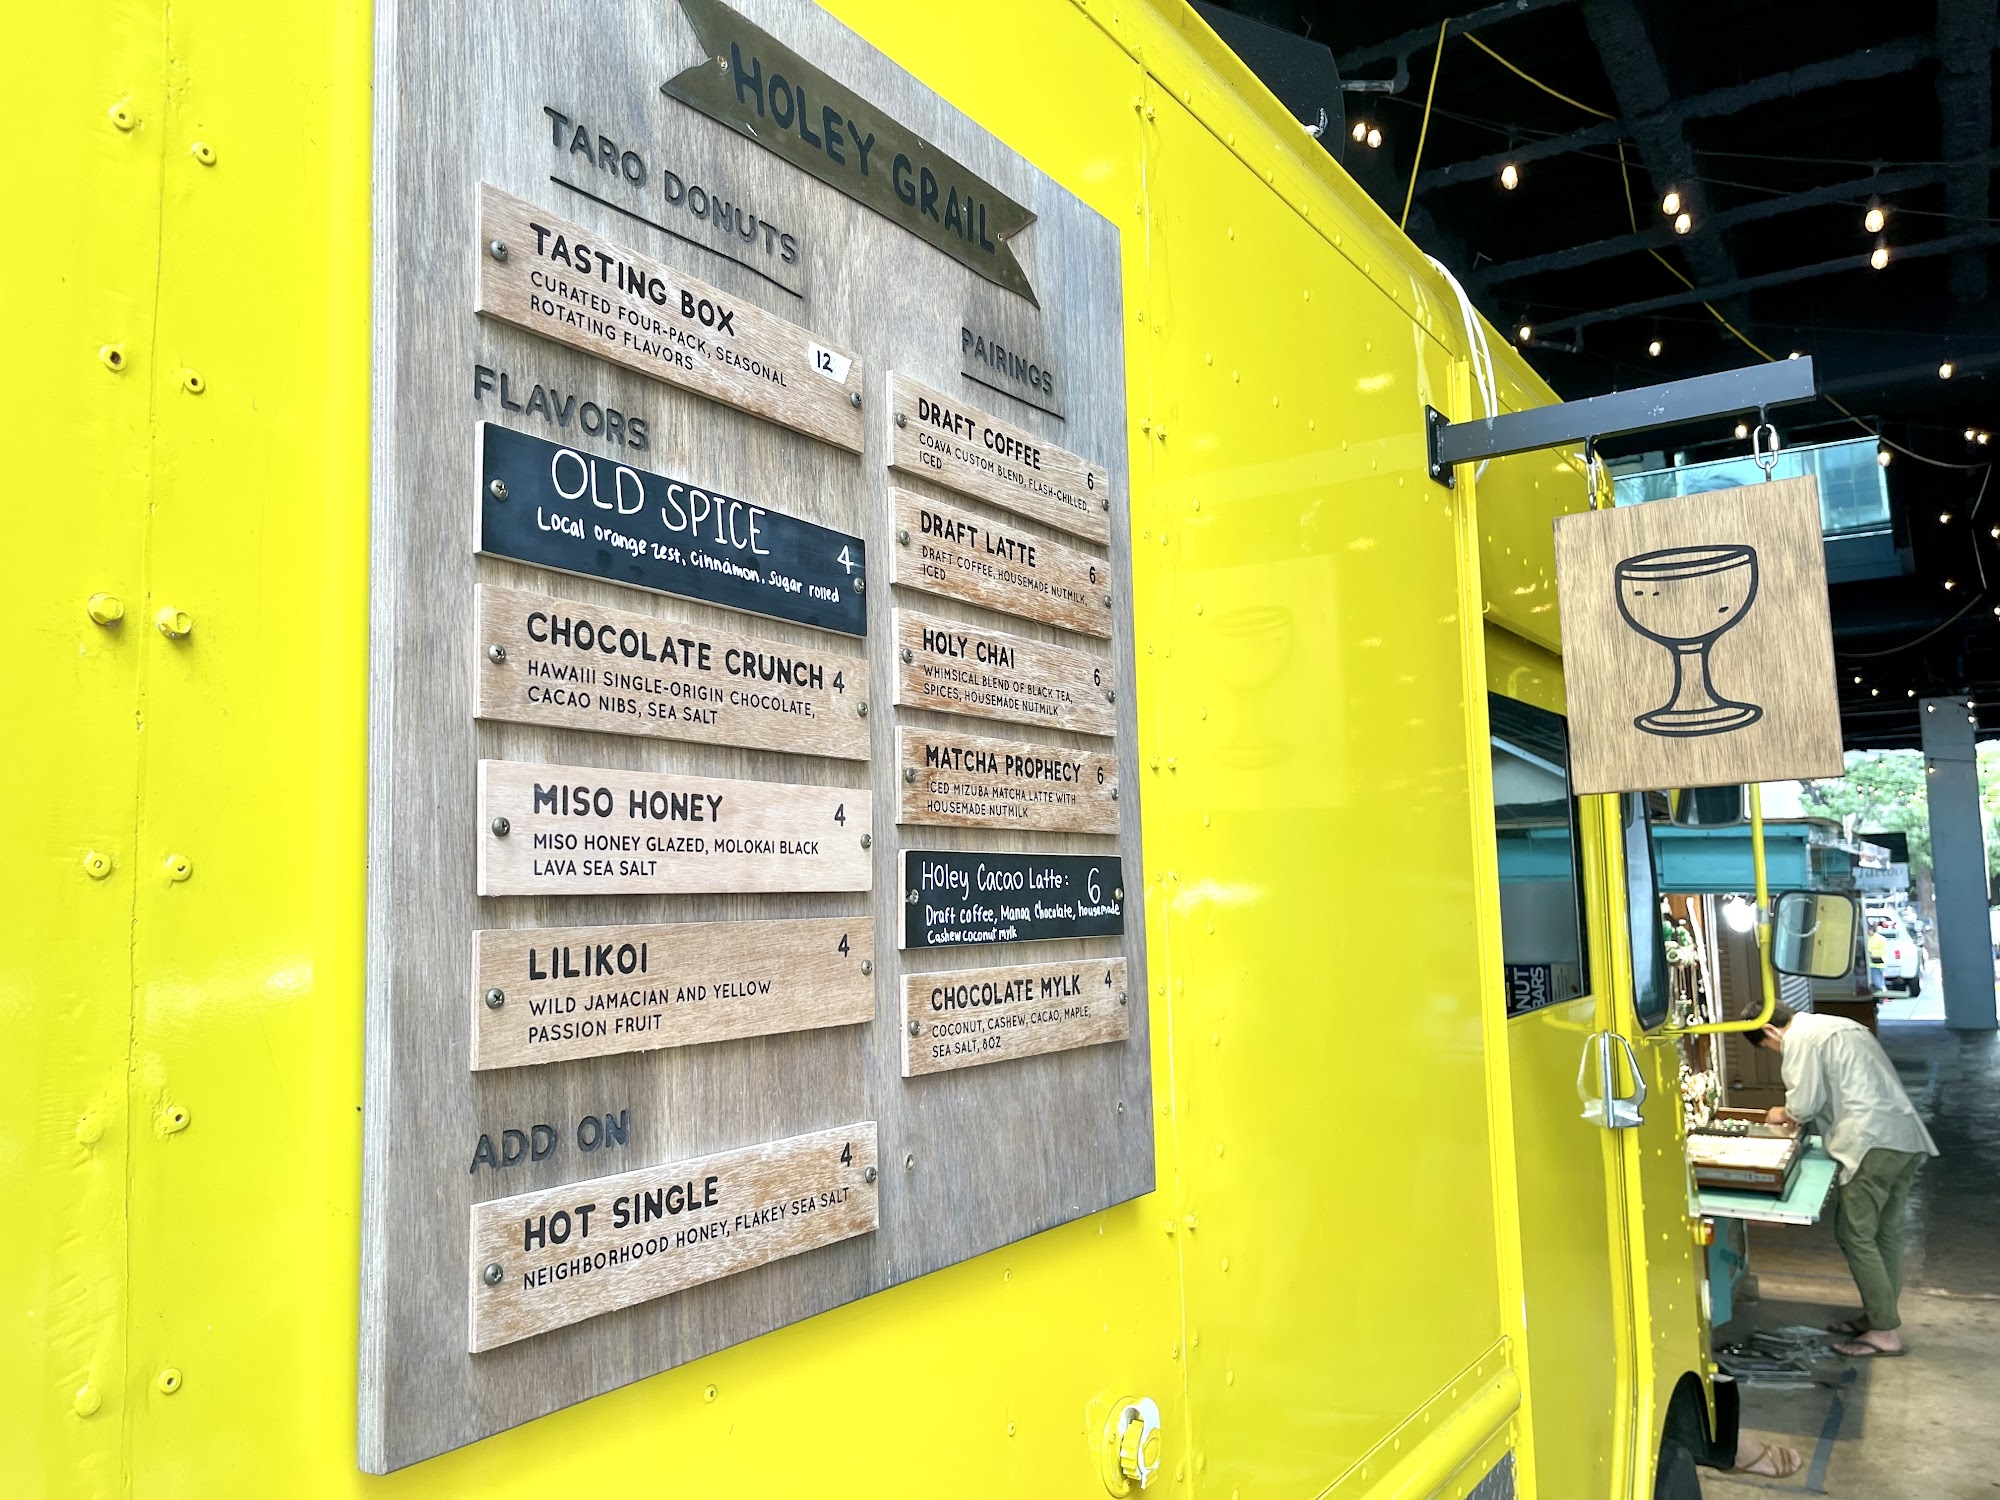 HOLEY GRAIL
TARO DONUTS
TASTING BOX
CURATED FOUR-PACK, SEASONAL
ROTATING FLAVORS
12
FLAVORS
OLD SPICE
Local orange zest, cinnamon, sugar rolled
4
CHOCOLATE CRUNCH 4
HAWAIII SINGLE-ORIGIN CHOCOLATE,
CACAO NIBS, SEA SALT
MISO HONEY 4
MISO HONEY GLAZED, MOLOKAI BLACK
LAVA SEA SALT
LILIKOI 4
WILD JAMACIAN AND YELLOW
PASSION FRUIT
ADD ON
HOT SINGLE 4
NEIGHBORHOOD HONEY, FLAKEY SEA SALT
PAIRINGS
DRAFT COFFEE 6
COAVA CUSTOM BLEND, FLASH-CHILLED,
ICED
DRAFT LATTE 6
DRAFT COFFEE, HOUSEMADE NUTMILK,
ICED
HOLY CHAI 6
WHIMSICAL BLEND OF BLACK TEA,
SPICES, HOUSEMADE NUTMILK
MATCHA PROPHECY 6
ICED MIZUBA MATCHA LATTE WITH
HOUSEMADE NUTMILK
Holey Cacao Latte: 6
Draft coffee, Manoa Chocolate, housemade
Cashew coconut mylk
CHOCOLATE MYLK 4
COCONUT, CASHEW, CACAO, MAPLE,
SEA SALT, 8OZ
NUT
BARS